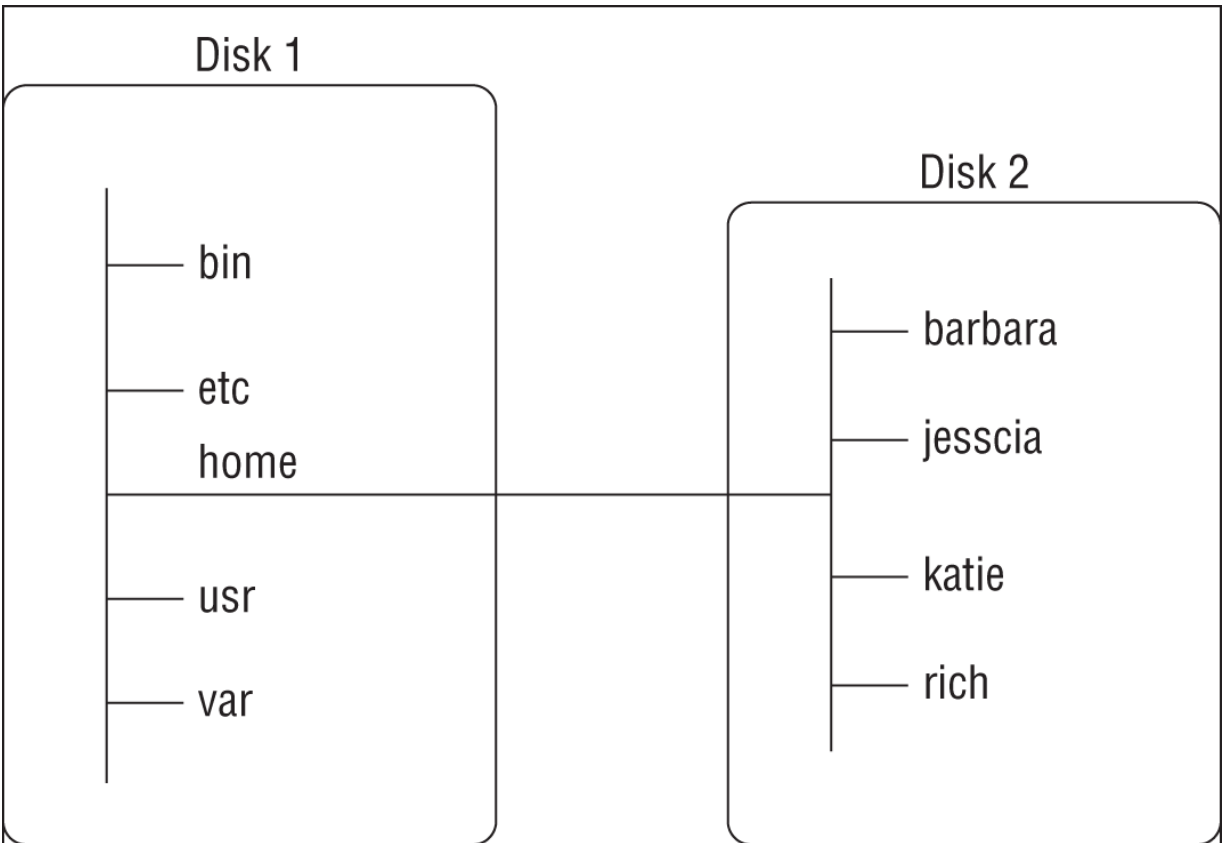 Disk 1
bin
etc
home
usr
var
Disk 2
barbara
jesscia
katie
rich